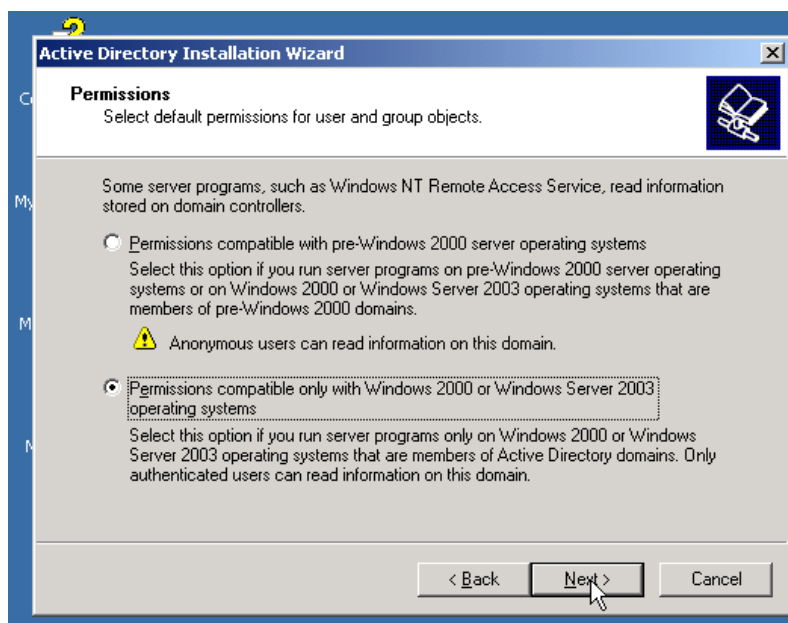 Active Directory Installation Wizard
Permissions
Select default permissions for user and group objects.
Some server programs, such as Windows NT Remote Access Service, read information
stored on domain controllers.
Permissions compatible with pre-Windows 2000 server operating systems
Select this option if you run server programs on pre-Windows 2000 server operating
systems or on Windows 2000 or Windows Server 2003 operating systems that are
members of pre-Windows 2000 domains.
Anonymous users can read information on this domain.
Permissions compatible only with Windows 2000 or Windows Server 2003
operating systems
Select this option if you run server programs only on Windows 2000 or Windows
Server 2003 operating systems that are members of Active Directory domains. Only
authenticated users can read information on this domain.
< Back Next > Cancel
My
M